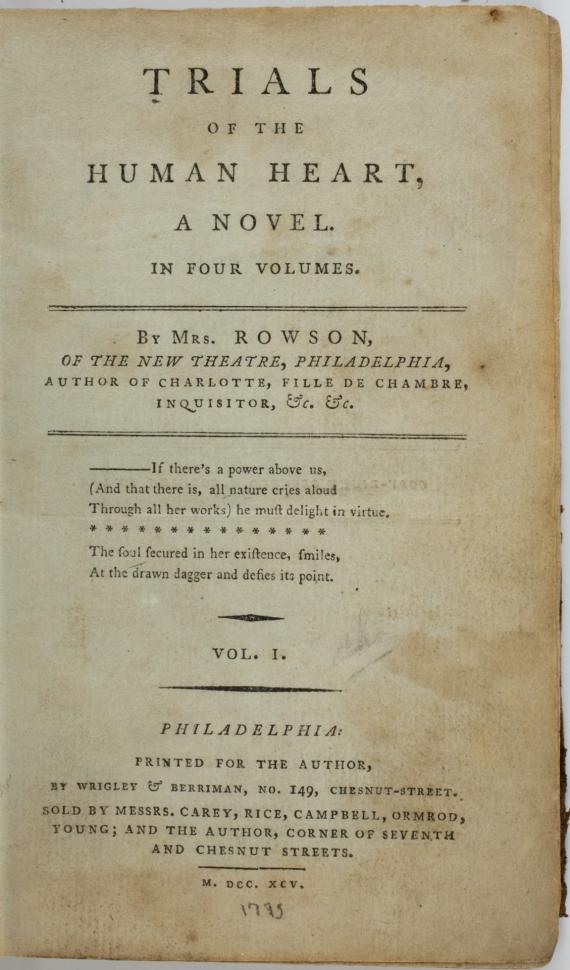 TRIALS
OF THE
HUMAN HEART,
A NOVEL.
IN FOUR VOLUMES.
By Mrs. ROWSON,
OF THE NEW THEATRE, PHILADELPHIA,
AUTHOR OF CHARLOTTE, FILLE DE CHAMBRE,
INQUISITOR, &c. &c.
———If there's a power above us,
(And that there is, all nature cries aloud
Through all her works) he muſt delight in virtue.
* * * * * * * * * * * * * *
The ſoul ſecured in her exiſtence, ſmiles,
At the drawn dagger and defies its point.
VOL. I.
PHILADELPHIA:
PRINTED FOR THE AUTHOR,
BY WRIGLEY & BERRIMAN, NO. 149, CHESNUT-STREET.
SOLD BY MESSRS. CAREY, RICE, CAMPBELL, ORMROD,
YOUNG; AND THE AUTHOR, CORNER OF SEVENTH
AND CHESNUT STREETS.
M. DCC. XCV.
1795